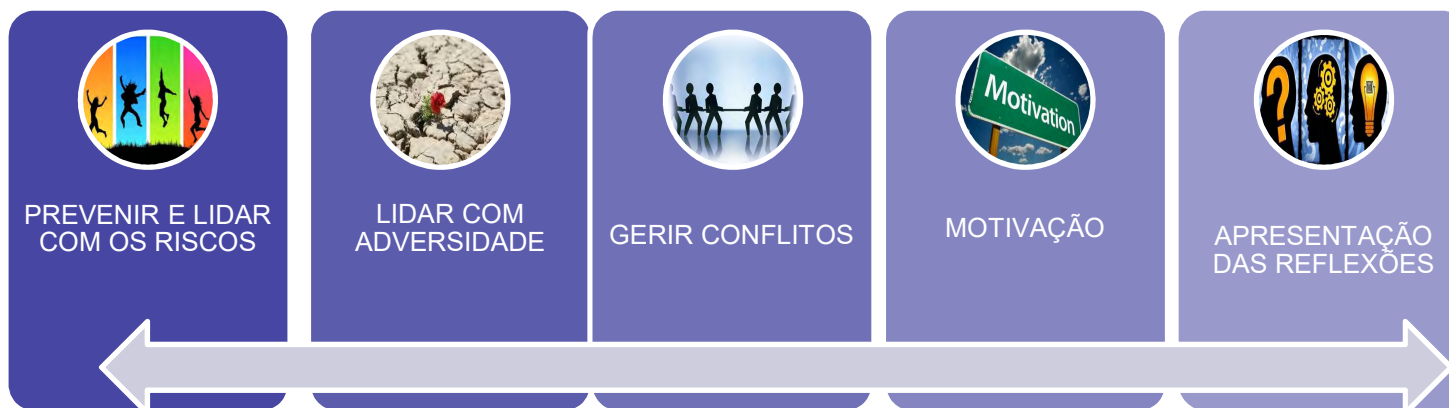 PREVENIR E LIDAR
COM OS RISCOS
LIDAR COM
ADVERSIDADE
GERIR CONFLITOS
Motivation
MOTIVAÇÃO
?
APRESENTAÇÃO
DAS REFLEXÕES